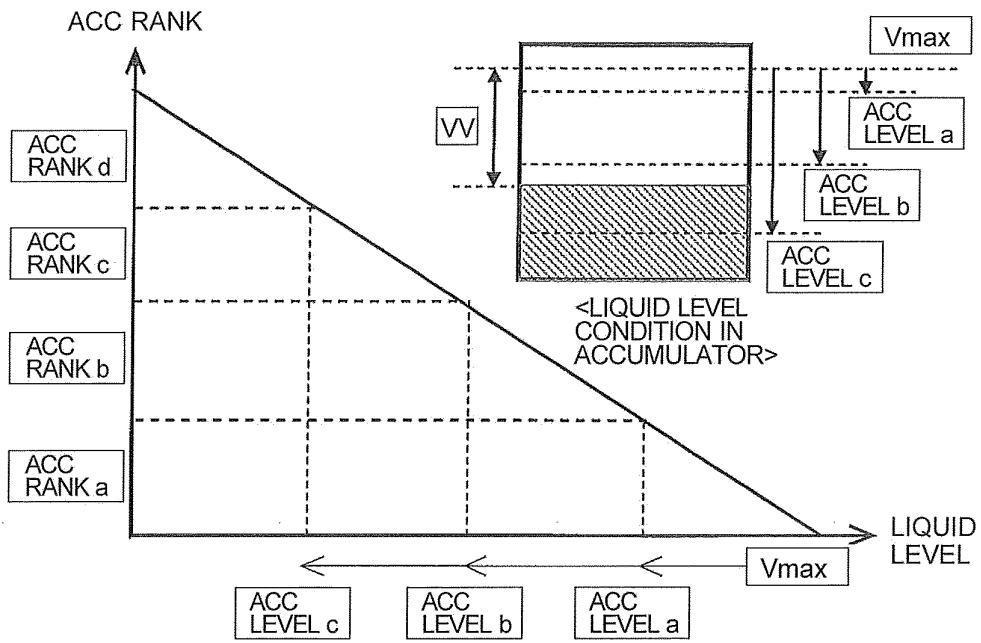 ACC RANK
Vmax
VV
ACC
LEVEL a
ACC
LEVEL b
ACC
LEVEL c
<LIQUID LEVEL
CONDITION IN
ACCUMULATOR>
ACC
RANK d
ACC
RANK c
ACC
RANK b
ACC
RANK a
LIQUID
LEVEL
Vmax
ACC
LEVEL c
ACC
LEVEL b
ACC
LEVEL a